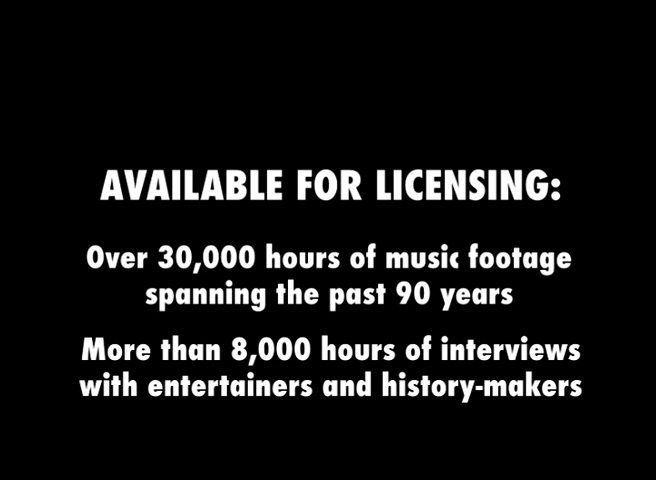 AVAILABLE FOR LICENSING:
Over 30,000 hours of music footage
spanning the past 90 years
More than 8,000 hours of interviews
with entertainers and history-makers